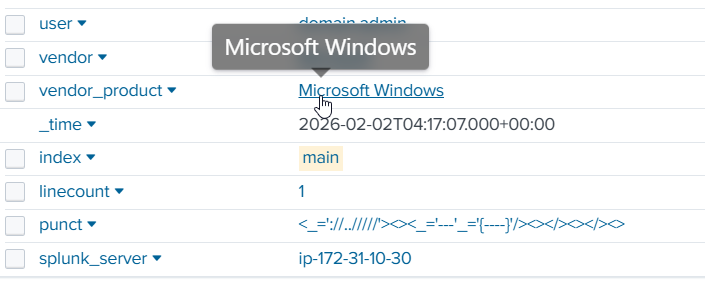 user domain.admin
Microsoft Windows
vendor
vendor_product Microsoft Windows
_time 2026-02-02T04:17:07.000+00:00
index main
linecount 1
punct <_='://../////'><><_='---'_='{----}'/><></><></><>
splunk_server ip-172-31-10-30